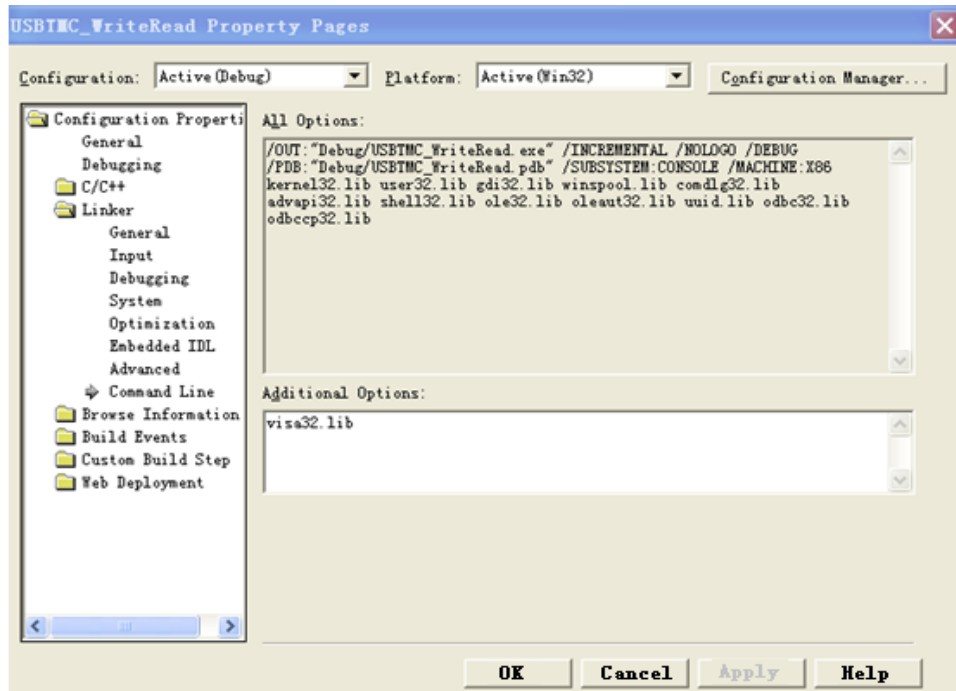 USBTMC_WriteRead Property Pages
Configuration: Active(Debug) Platform: Active(Win32) Configuration Manager...
Configuration Properti
General
Debugging
C/C++
Linker
General
Input
Debugging
System
Optimization
Embedded IDL
Advanced
Command Line
Browse Information
Build Events
Custom Build Step
Web Deployment
All Options:
/OUT:"Debug/USBTMC_WriteRead.exe" /INCREMENTAL /NOLOGO /DEBUG
/PDB:"Debug/USBTMC_WriteRead.pdb" /SUBSYSTEM:CONSOLE /MACHINE:X86
kernel32.lib user32.lib gdi32.lib winspool.lib comdlg32.lib
advapi32.lib shell32.lib ole32.lib oleaut32.lib uuid.lib odbc32.lib
odbccp32.lib
Additional Options:
visa32.lib
OK Cancel Apply Help